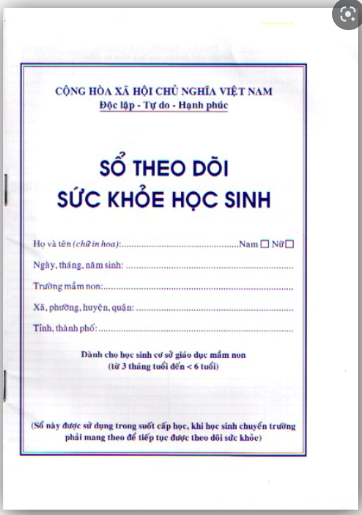 CỘNG HÒA XÃ HỘI CHỦ NGHĨA VIỆT NAM
Độc lập - Tự do - Hạnh phúc
SỔ THEO DÕI
SỨC KHỎE HỌC SINH
Họ và tên (chữ in hoa):........................................Nam ☐ Nữ ☐
Ngày, tháng, năm sinh: ........................................................
Trường mầm non:................................................................
Xã, phường, huyện, quận: .....................................................
Tỉnh, thành phố: ..................................................................
Dành cho học sinh cơ sở giáo dục mầm non
(từ 3 tháng tuổi đến < 6 tuổi)
(Sổ này được sử dụng trong suốt cấp học, khi học sinh chuyển trường
phải mang theo để tiếp tục được theo dõi sức khỏe)